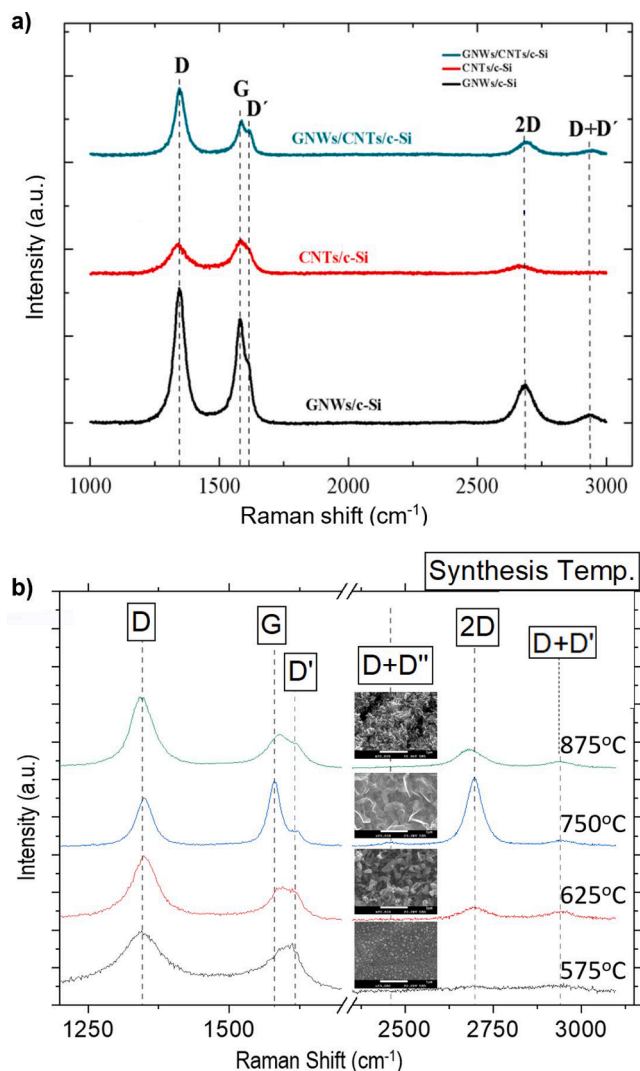 a)
GNWs/CNTs/c-Si
CNTs/c-Si
GNWs/c-Si
D
G
D´
2D
D+D´
GNWs/CNTs/c-Si
CNTs/c-Si
GNWs/c-Si
Intensity (a.u.)
1000 1500 2000 2500 3000
Raman shift (cm⁻¹)
b)
Synthesis Temp.
D
G
D'
D+D''
2D
D+D'
875ºC
750ºC
625ºC
575ºC
Intensity (a.u.)
1250 1500 2500 2750 3000
Raman Shift (cm⁻¹)